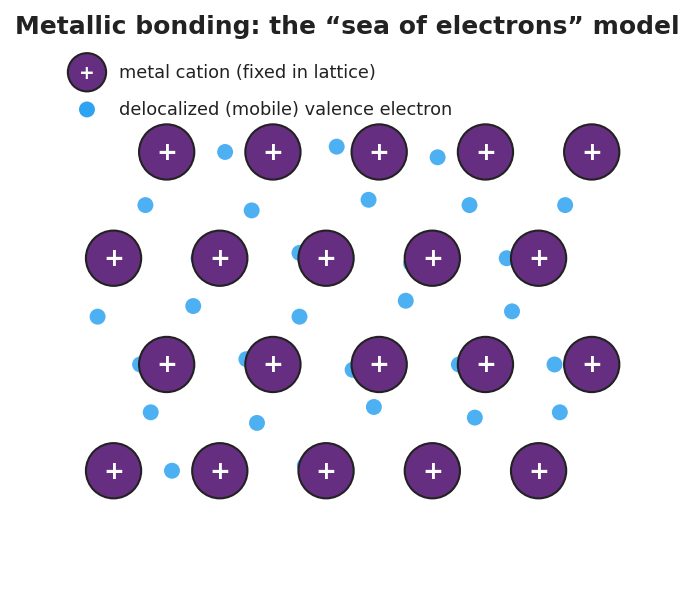 Metallic bonding: the “sea of electrons” model
+ metal cation (fixed in lattice)
delocalized (mobile) valence electron
+ + + + +
+ + + + +
+ + + + +
+ + + + +